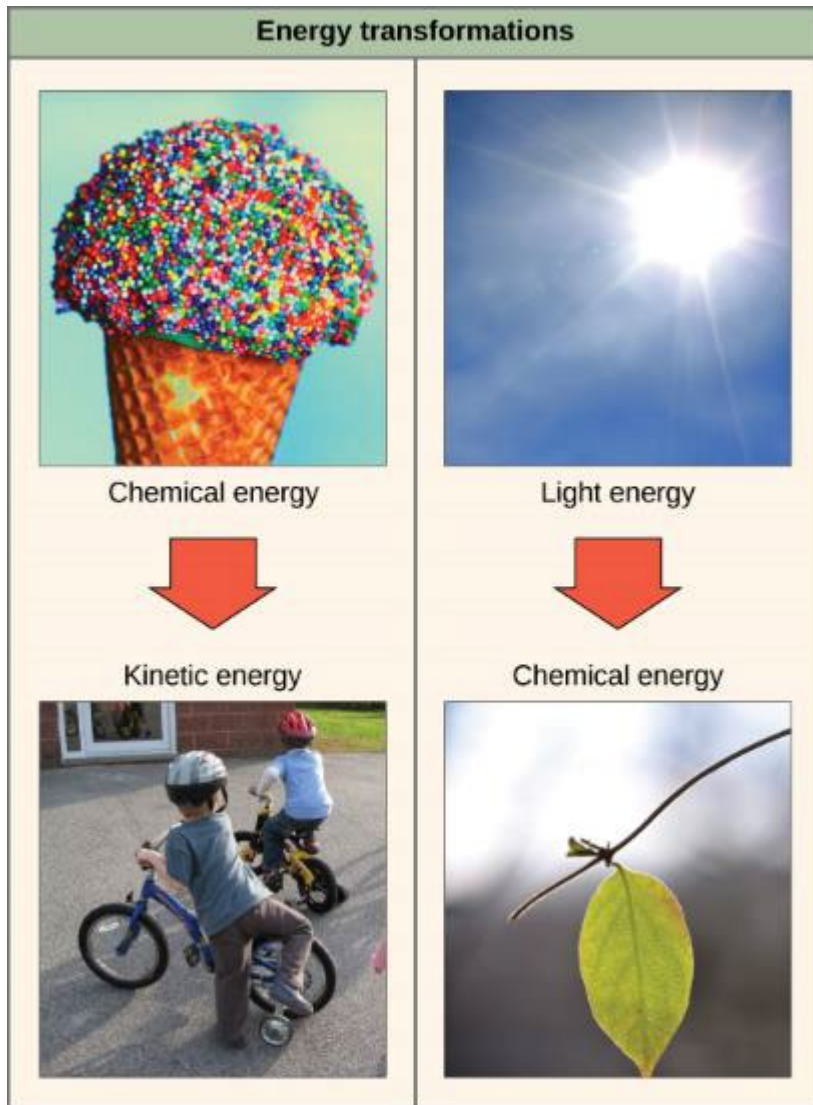 Energy transformations
Chemical energy
Kinetic energy
Light energy
Chemical energy